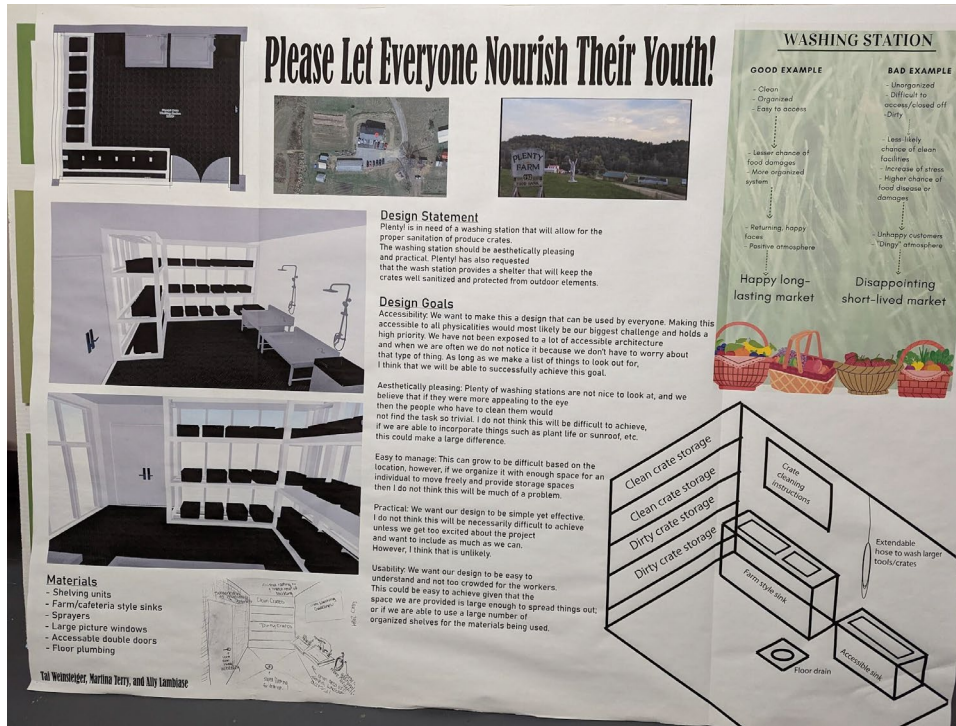 Please Let Everyone Nourish Their Youth!
PLENTY
FARM
Design Statement
Plenty! is in need of a washing station that will allow for the
proper sanitation of produce crates.
The washing station should be aesthetically pleasing
and practical. Plenty! has also requested
that the wash station provides a shelter that will keep the
crates well sanitized and protected from outdoor elements.
Design Goals
Accessibility: We want to make this a design that can be used by everyone. Making this
accessible to all physicalities would most likely be our biggest challenge and holds a
high priority. We have not been exposed to a lot of accessible architecture
and when we are often we do not notice it because we don't have to worry about
that type of thing. As long as we make a list of things to look out for,
I think that we will be able to successfully achieve this goal.
Aesthetically pleasing: Plenty of washing stations are not nice to look at, and we
believe that if they were more appealing to the eye
then the people who have to clean them would
not find the task so trivial. I do not think this will be difficult to achieve,
if we are able to incorporate things such as plant life or sunroof, etc.
this could make a large difference.
Easy to manage: This can grow to be difficult based on the
location, however, if we organize it with enough space for an
individual to move freely and provide storage spaces
then I do not think this will be much of a problem.
Practical: We want our design to be simple yet effective.
I do not think this will be necessarily difficult to achieve
unless we get too excited about the project
and want to include as much as we can.
However, I think that is unlikely.
Usability: We want our design to be easy to
understand and not too crowded for the workers.
This could be easy to achieve given that the
space we are provided is large enough to spread things out;
or if we are able to use a large number of
organized shelves for the materials being used.
Materials
- Shelving units
- Farm/cafeteria style sinks
- Sprayers
- Large picture windows
- Accessable double doors
- Floor plumbing
Clean Crates
Tal Weinsteiger, Martina Terry, and Ally Lambiase
WASHING STATION
GOOD EXAMPLE
- Clean
- Organized
- Easy to access
- Lesser chance of
food damages
- More organized
system
- Returning, happy
faces
- Positive atmosphere
Happy long-
lasting market
BAD EXAMPLE
- Unorganized
- Difficult to
access/closed off
-Dirty
- Less-likely
chance of clean
facilities
- Increase of stress
- Higher chance of
food disease or
damages
- Unhappy customers
- "Dingy" atmosphere
Disappointing
short-lived market
Clean crate storage
Clean crate storage
Dirty crate storage
Dirty crate storage
Crate
cleaning
instructions
Extendable
hose to wash larger
tools/crates
Farm style sink
Accessible sink
Floor drain